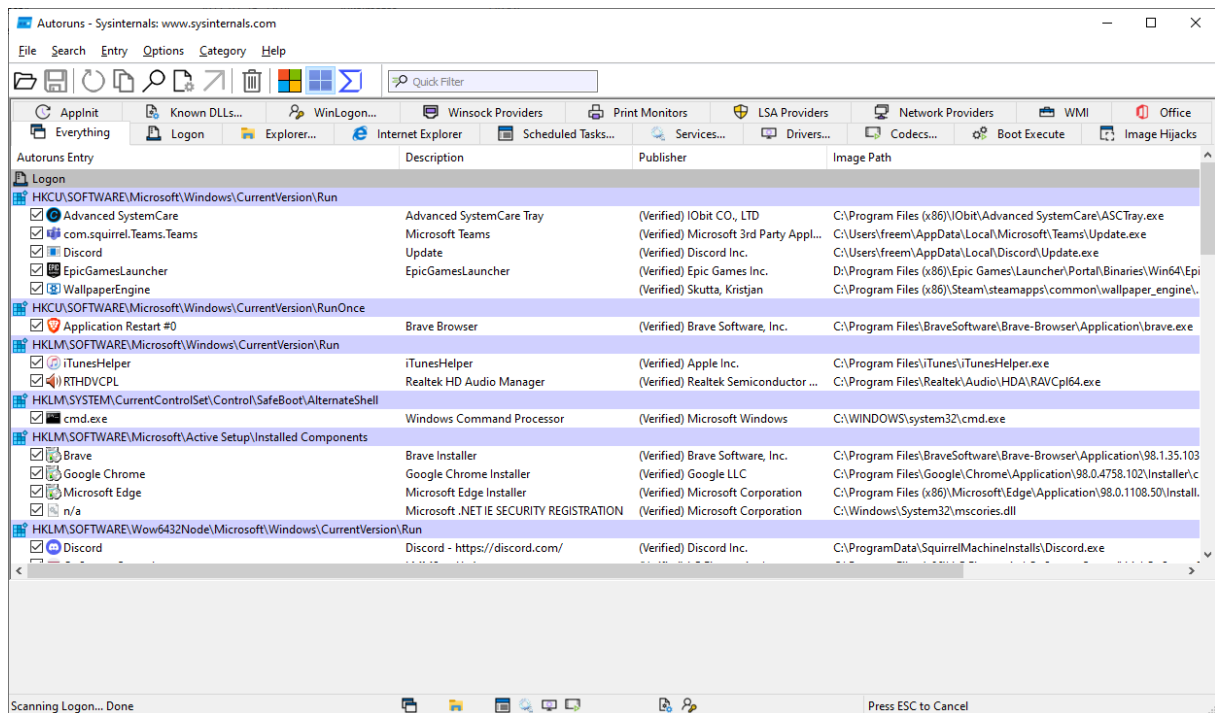 Autoruns - Sysinternals: www.sysinternals.com
File Search Entry Options Category Help
Quick Filter
AppInit Known DLLs... WinLogon... Winsock Providers Print Monitors LSA Providers Network Providers WMI Office
Everything Logon Explorer... Internet Explorer Scheduled Tasks... Services... Drivers... Codecs... Boot Execute Image Hijacks
Autoruns Entry Description Publisher Image Path
Logon
HKCU\SOFTWARE\Microsoft\Windows\CurrentVersion\Run
Advanced SystemCare Advanced SystemCare Tray (Verified) IObit CO., LTD C:\Program Files (x86)\IObit\Advanced SystemCare\ASCTray.exe
com.squirrel.Teams.Teams Microsoft Teams (Verified) Microsoft 3rd Party Appl... C:\Users\freem\AppData\Local\Microsoft\Teams\Update.exe
Discord Update (Verified) Discord Inc. C:\Users\freem\AppData\Local\Discord\Update.exe
EpicGamesLauncher EpicGamesLauncher (Verified) Epic Games Inc. D:\Program Files (x86)\Epic Games\Launcher\Portal\Binaries\Win64\Epi
WallpaperEngine (Verified) Skutta, Kristjan C:\Program Files (x86)\Steam\steamapps\common\wallpaper_engine\.
HKCU\SOFTWARE\Microsoft\Windows\CurrentVersion\RunOnce
Application Restart #0 Brave Browser (Verified) Brave Software, Inc. C:\Program Files\BraveSoftware\Brave-Browser\Application\brave.exe
HKLM\SOFTWARE\Microsoft\Windows\CurrentVersion\Run
iTunesHelper iTunesHelper (Verified) Apple Inc. C:\Program Files\iTunes\iTunesHelper.exe
RTHDVCPL Realtek HD Audio Manager (Verified) Realtek Semiconductor ... C:\Program Files\Realtek\Audio\HDA\RAVCpl64.exe
HKLM\SYSTEM\CurrentControlSet\Control\SafeBoot\AlternateShell
cmd.exe Windows Command Processor (Verified) Microsoft Windows C:\WINDOWS\system32\cmd.exe
HKLM\SOFTWARE\Microsoft\Active Setup\Installed Components
Brave Brave Installer (Verified) Brave Software, Inc. C:\Program Files\BraveSoftware\Brave-Browser\Application\98.1.35.103
Google Chrome Google Chrome Installer (Verified) Google LLC C:\Program Files\Google\Chrome\Application\98.0.4758.102\Installer\c
Microsoft Edge Microsoft Edge Installer (Verified) Microsoft Corporation C:\Program Files (x86)\Microsoft\Edge\Application\98.0.1108.50\Install.
n/a Microsoft .NET IE SECURITY REGISTRATION (Verified) Microsoft Corporation C:\Windows\System32\mscories.dll
HKLM\SOFTWARE\Wow6432Node\Microsoft\Windows\CurrentVersion\Run
Discord Discord - https://discord.com/ (Verified) Discord Inc. C:\ProgramData\SquirrelMachineInstalls\Discord.exe
Scanning Logon... Done Press ESC to Cancel